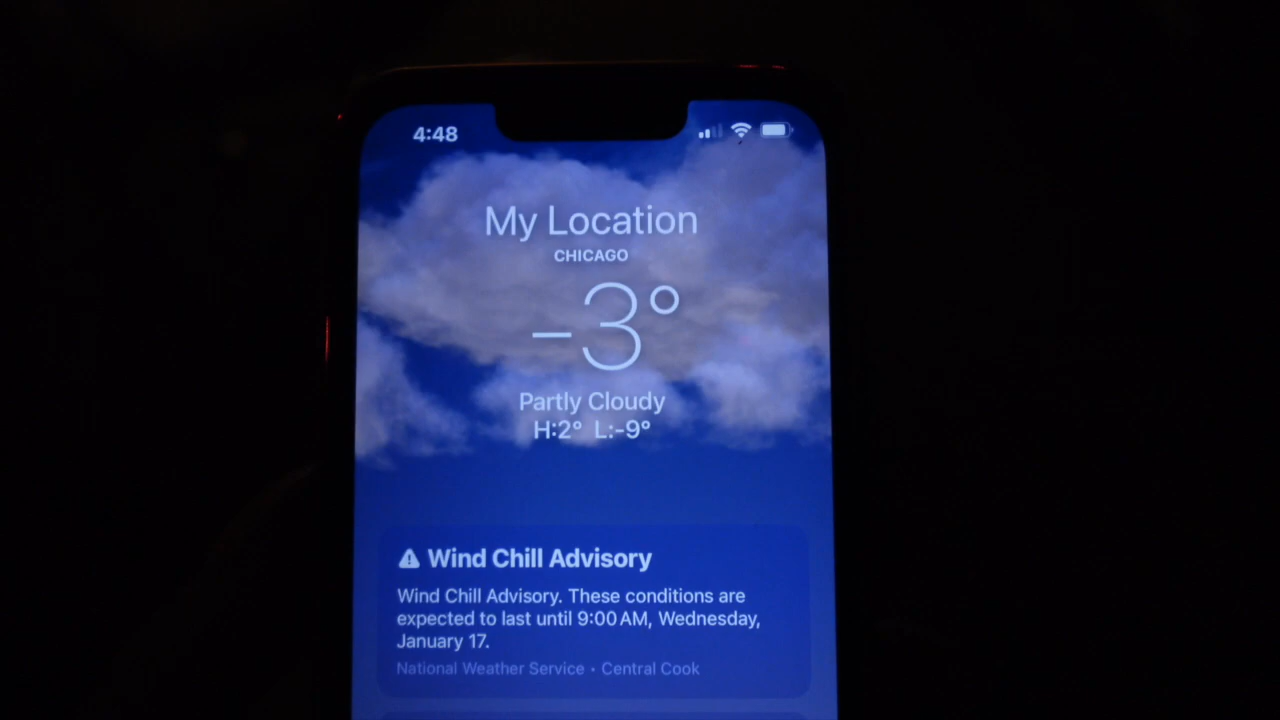 4:48
My Location
CHICAGO
-3°
Partly Cloudy
H:2° L:-9°
Wind Chill Advisory
Wind Chill Advisory. These conditions are
expected to last until 9:00 AM, Wednesday,
January 17.
National Weather Service • Central Cook